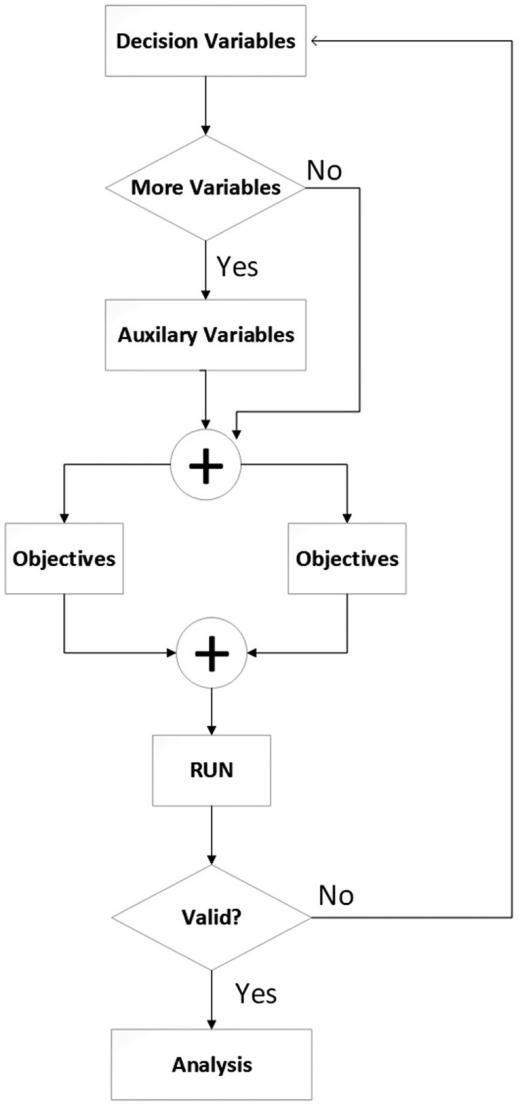 Decision Variables
More Variables
No
Yes
Auxilary Variables
+
Objectives
Objectives
+
RUN
Valid?
No
Yes
Analysis